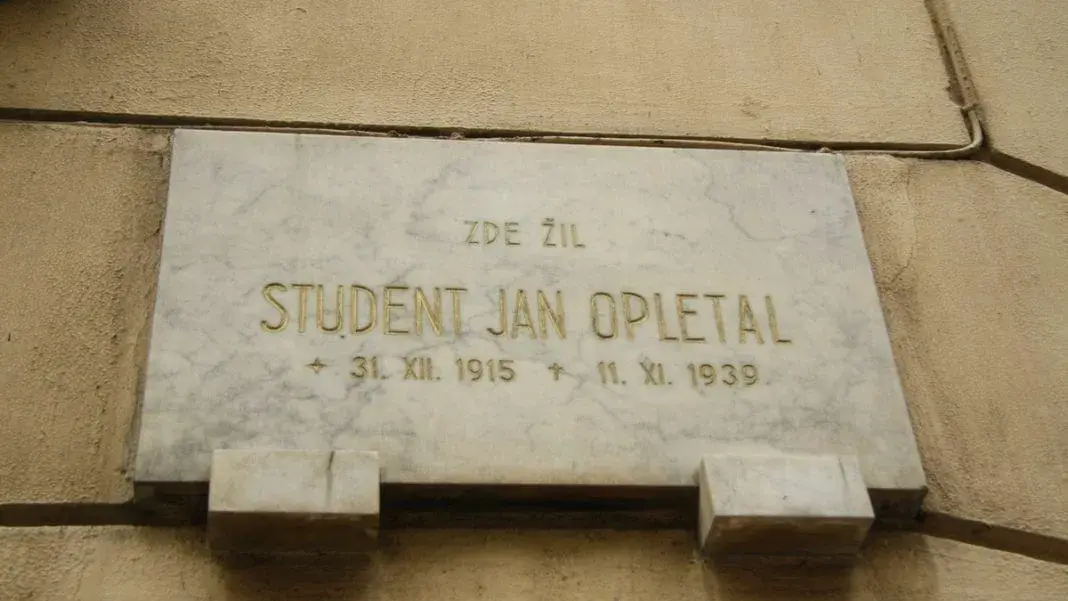 ZDE ŽIL
STUDENT JAN OPLETAL
✦ 31. XII. 1915 ✝ 11. XI. 1939